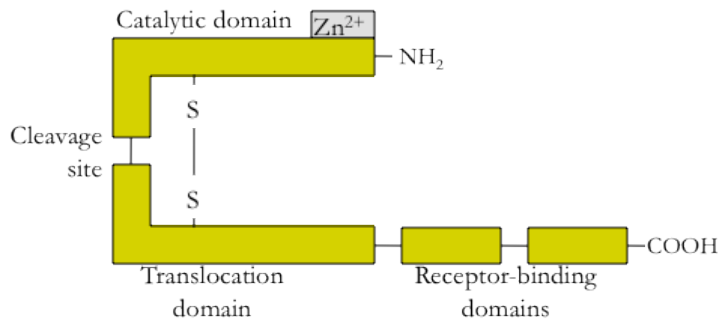 Catalytic domain
Zn2+
NH2
S
Cleavage
site
S
COOH
Translocation
domain
Receptor-binding
domains